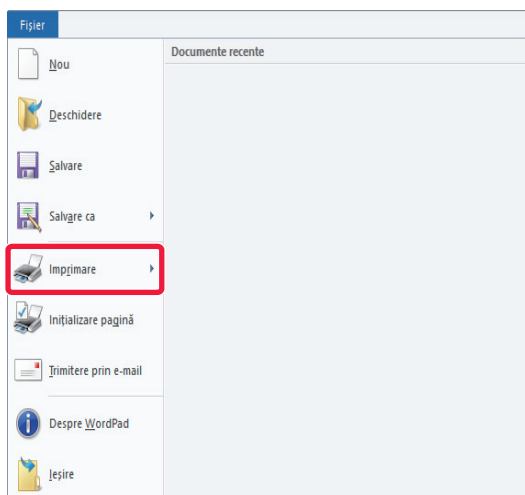 Fișier
Documente recente
Nou
Deschidere
Salvare
Salvare ca
Imprimare
Inițializare pagină
Trimitere prin e-mail
Despre WordPad
Ieșire